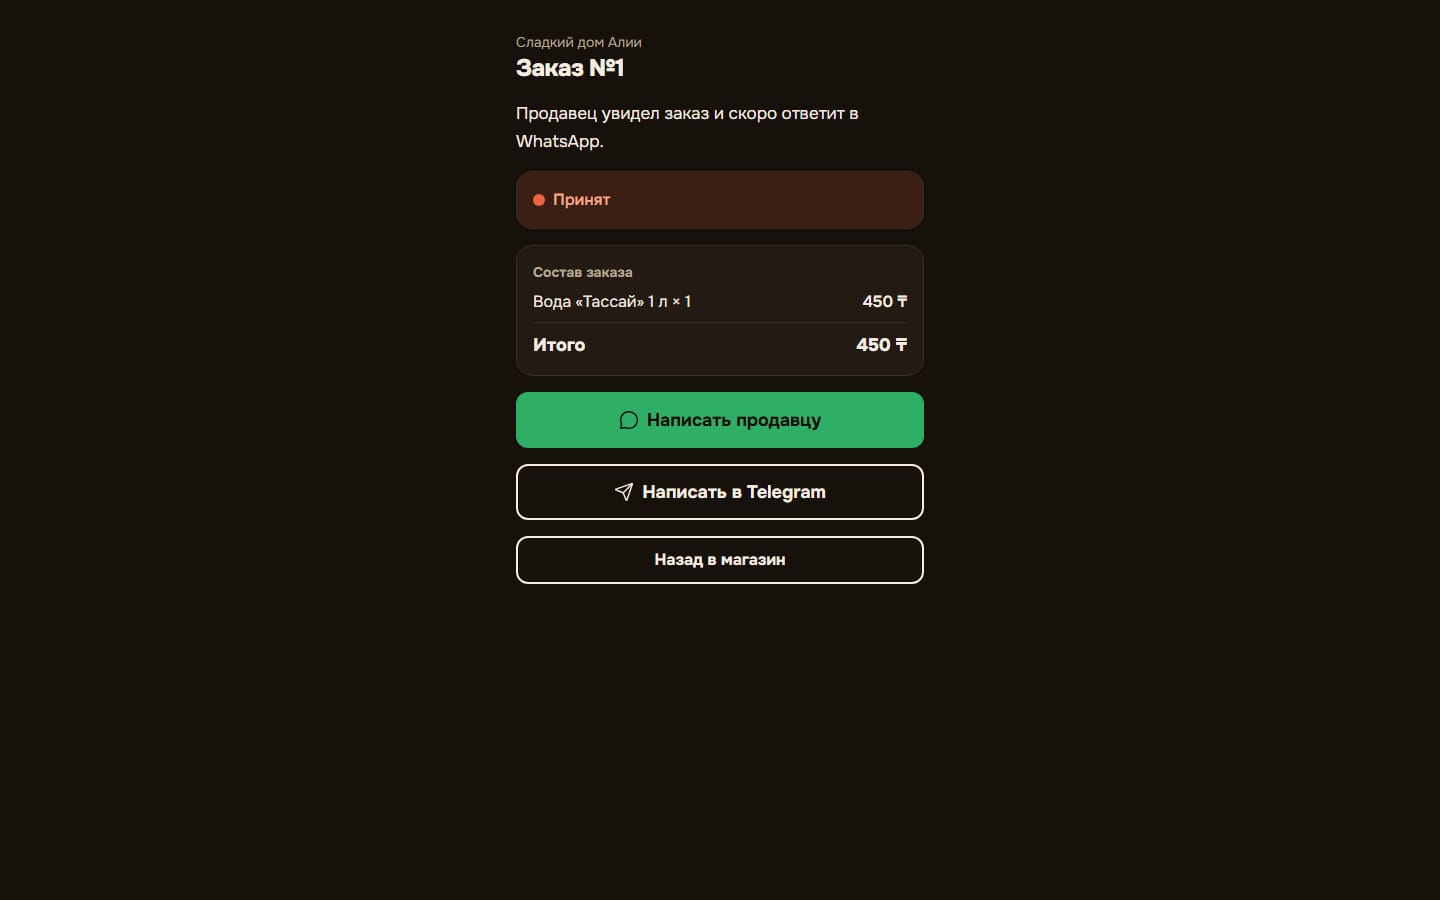 Сладкий дом Алии
Заказ №1
Продавец увидел заказ и скоро ответит в
WhatsApp.
Принят
Состав заказа
Вода «Тассай» 1 л × 1 450 ₸
Итого 450 ₸
Написать продавцу
Написать в Telegram
Назад в магазин